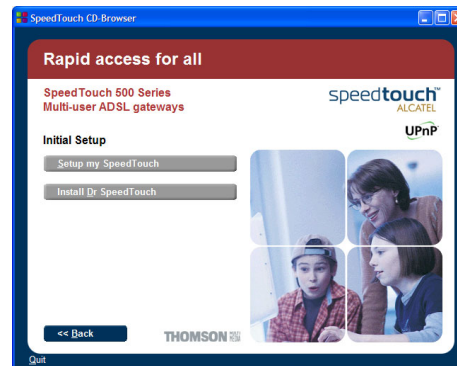 SpeedTouch CD-Browser
Rapid access for all
SpeedTouch 500 Series
Multi-user ADSL gateways
speedtouch™
ALCATEL
UPnP
Initial Setup
Setup my SpeedTouch
Install Dr SpeedTouch
<< Back
THOMSON
Quit